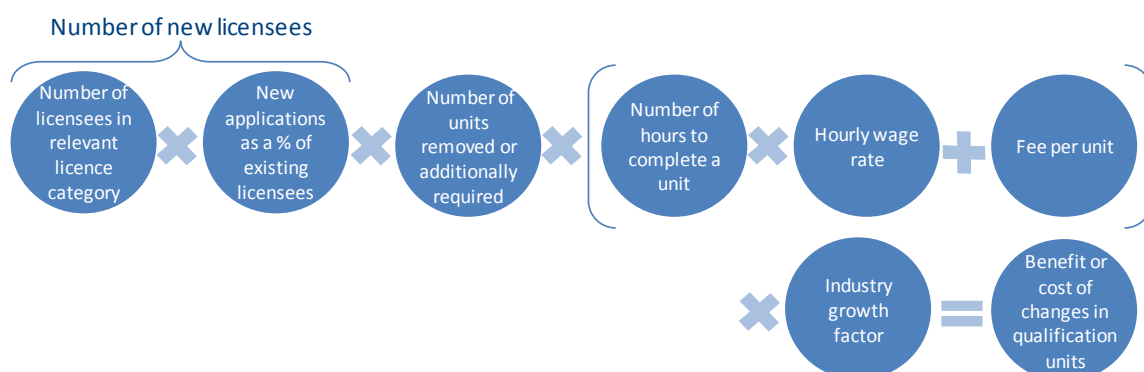 Number of new licensees
Number of
licensees in
relevant
licence
category
New
applications
as a % of
existing
licensees
Number of
units
removed or
additionally
required
Number of
hours to
complete a
unit
Hourly wage
rate
Fee per unit
Industry
growth
factor
Benefit or
cost of
changes in
qualification
units